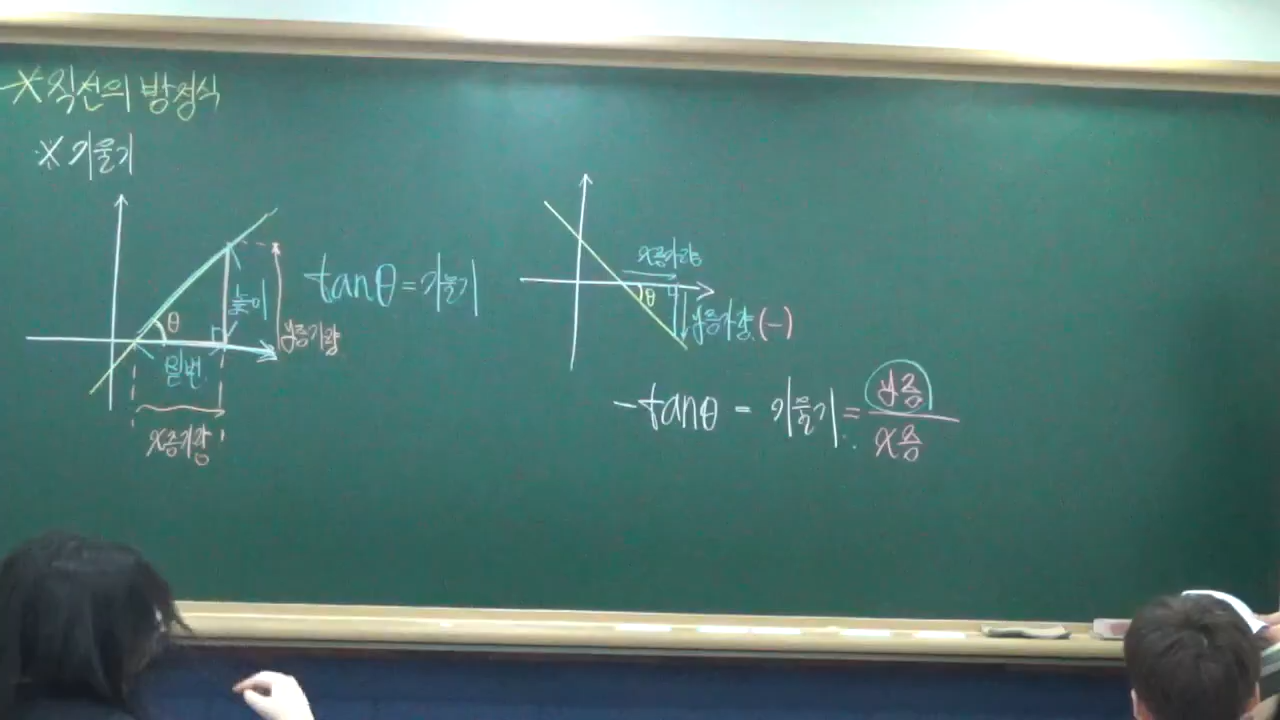 ※ 직선의 방정식
※ 기울기
θ
높이
밑변
y증가량
x증가량
tanθ = 기울기
x증가량
θ
y증가량 (-)
-tanθ = 기울기 = y증/x증